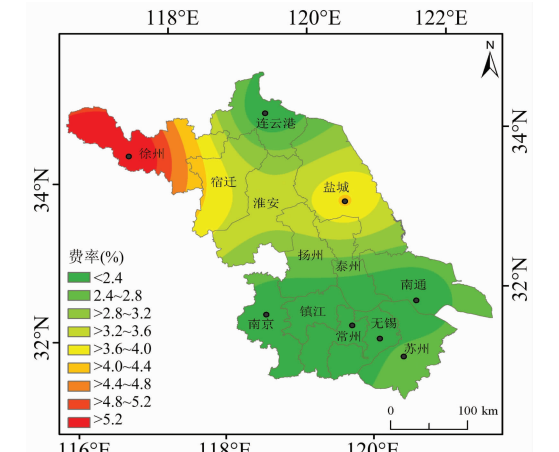 118°E 120°E 122°E
N
连云港
34°N
徐州
34°N
宿迁
盐城
淮安
费率(%)
扬州
泰州
<2.4
南通
32°N
2.4~2.8
>2.8~3.2
镇江
南京
无锡
>3.2~3.6
常州
32°N
>3.6~4.0
苏州
>4.0~4.4
>4.4~4.8
>4.8~5.2
0 100 km
>5.2
116°E 118°E 120°E